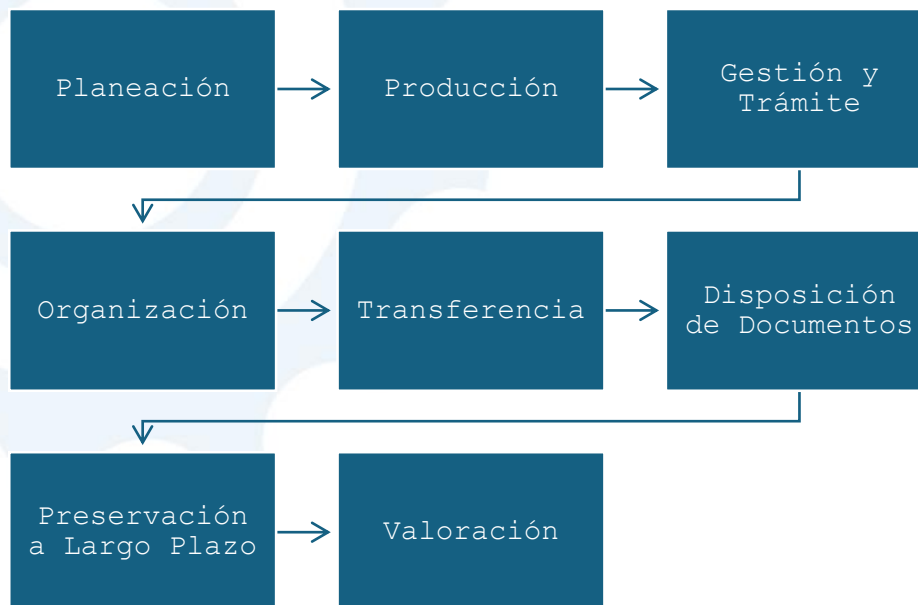 Planeación
Producción
Gestión y
Trámite
Organización
Transferencia
Disposición
de Documentos
Preservación
a Largo Plazo
Valoración